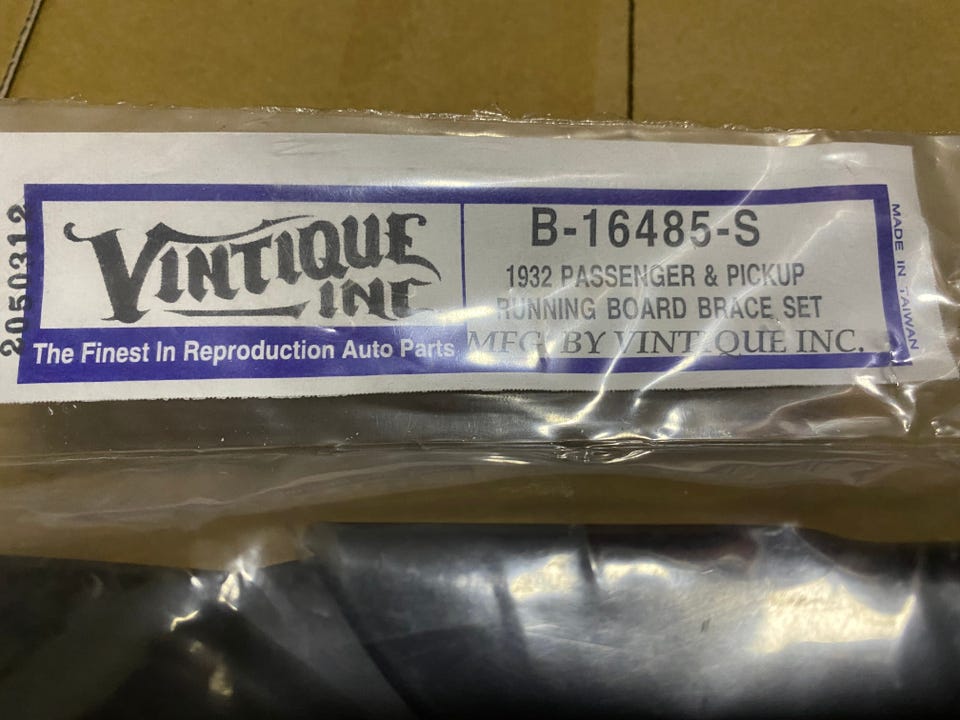 2050312
VINTIQUE
INC
The Finest In Reproduction Auto Parts
B-16485-S
1932 PASSENGER & PICKUP
RUNNING BOARD BRACE SET
MFG. BY VINTIQUE INC.
MADE IN TAIWAN